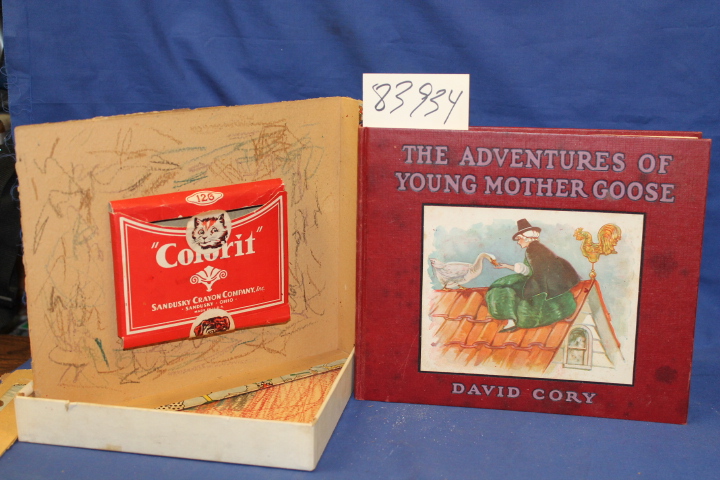 83934
126
"Colorit"
SANDUSKY CRAYON COMPANY, Inc
SANDUSKY - OHIO
THE ADVENTURES OF
YOUNG MOTHER GOOSE
DAVID CORY